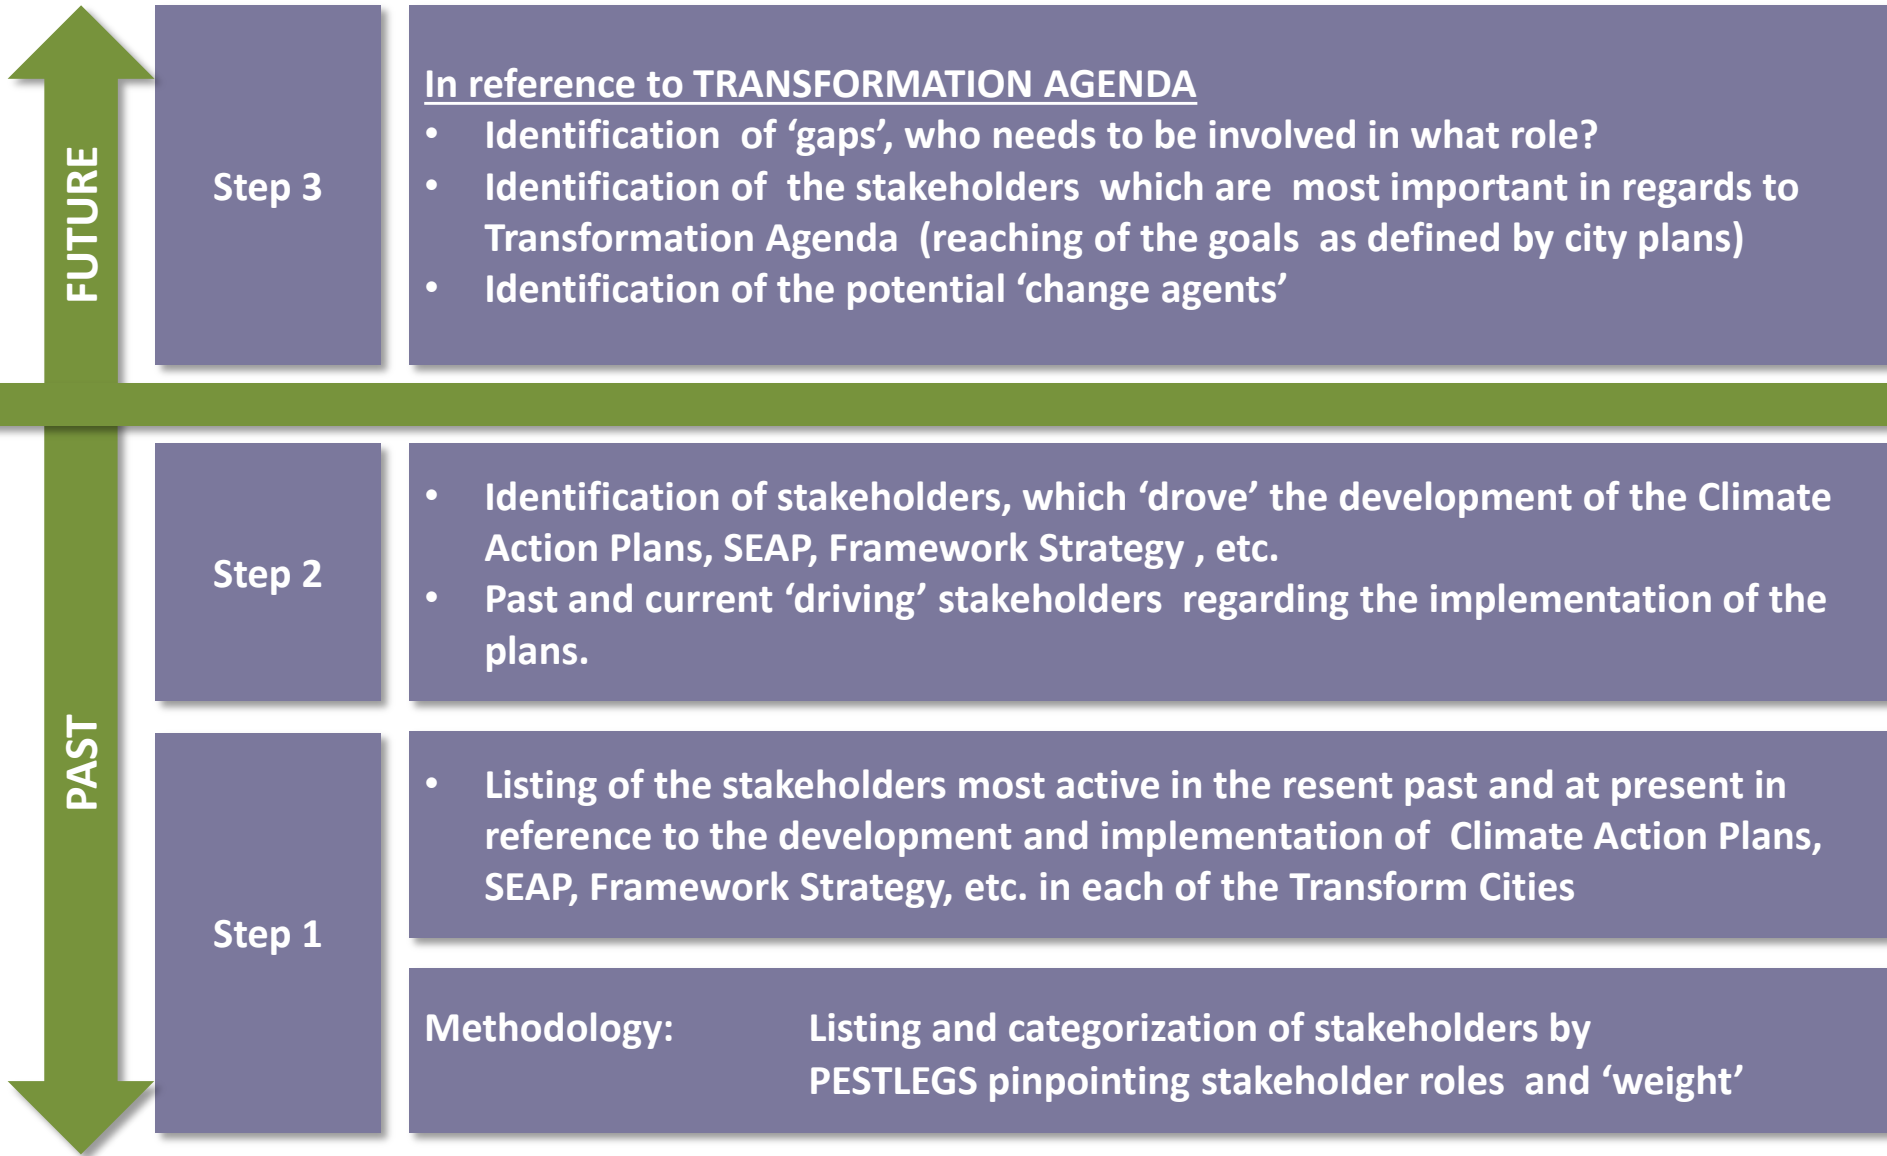 FUTURE
Step 3
In reference to TRANSFORMATION AGENDA
• Identification of ‘gaps’, who needs to be involved in what role?
• Identification of the stakeholders which are most important in regards to
Transformation Agenda (reaching of the goals as defined by city plans)
• Identification of the potential ‘change agents’
PAST
Step 2
• Identification of stakeholders, which ‘drove’ the development of the Climate
Action Plans, SEAP, Framework Strategy , etc.
• Past and current ‘driving’ stakeholders regarding the implementation of the
plans.
Step 1
• Listing of the stakeholders most active in the resent past and at present in
reference to the development and implementation of Climate Action Plans,
SEAP, Framework Strategy, etc. in each of the Transform Cities
Methodology: Listing and categorization of stakeholders by
PESTLEGS pinpointing stakeholder roles and ‘weight’